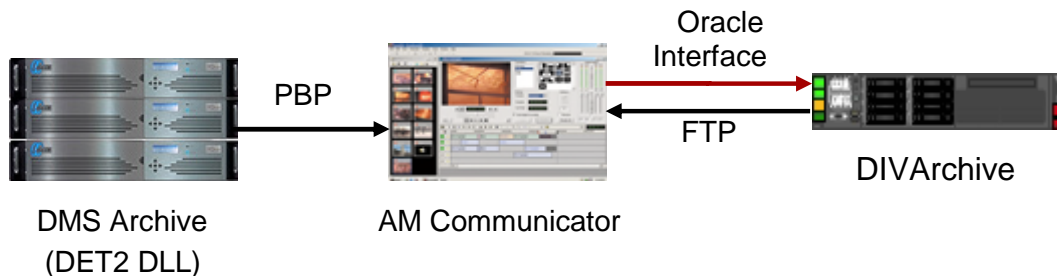 Oracle
Interface
PBP
FTP
DIVArchive
DMS Archive
(DET2 DLL)
AM Communicator